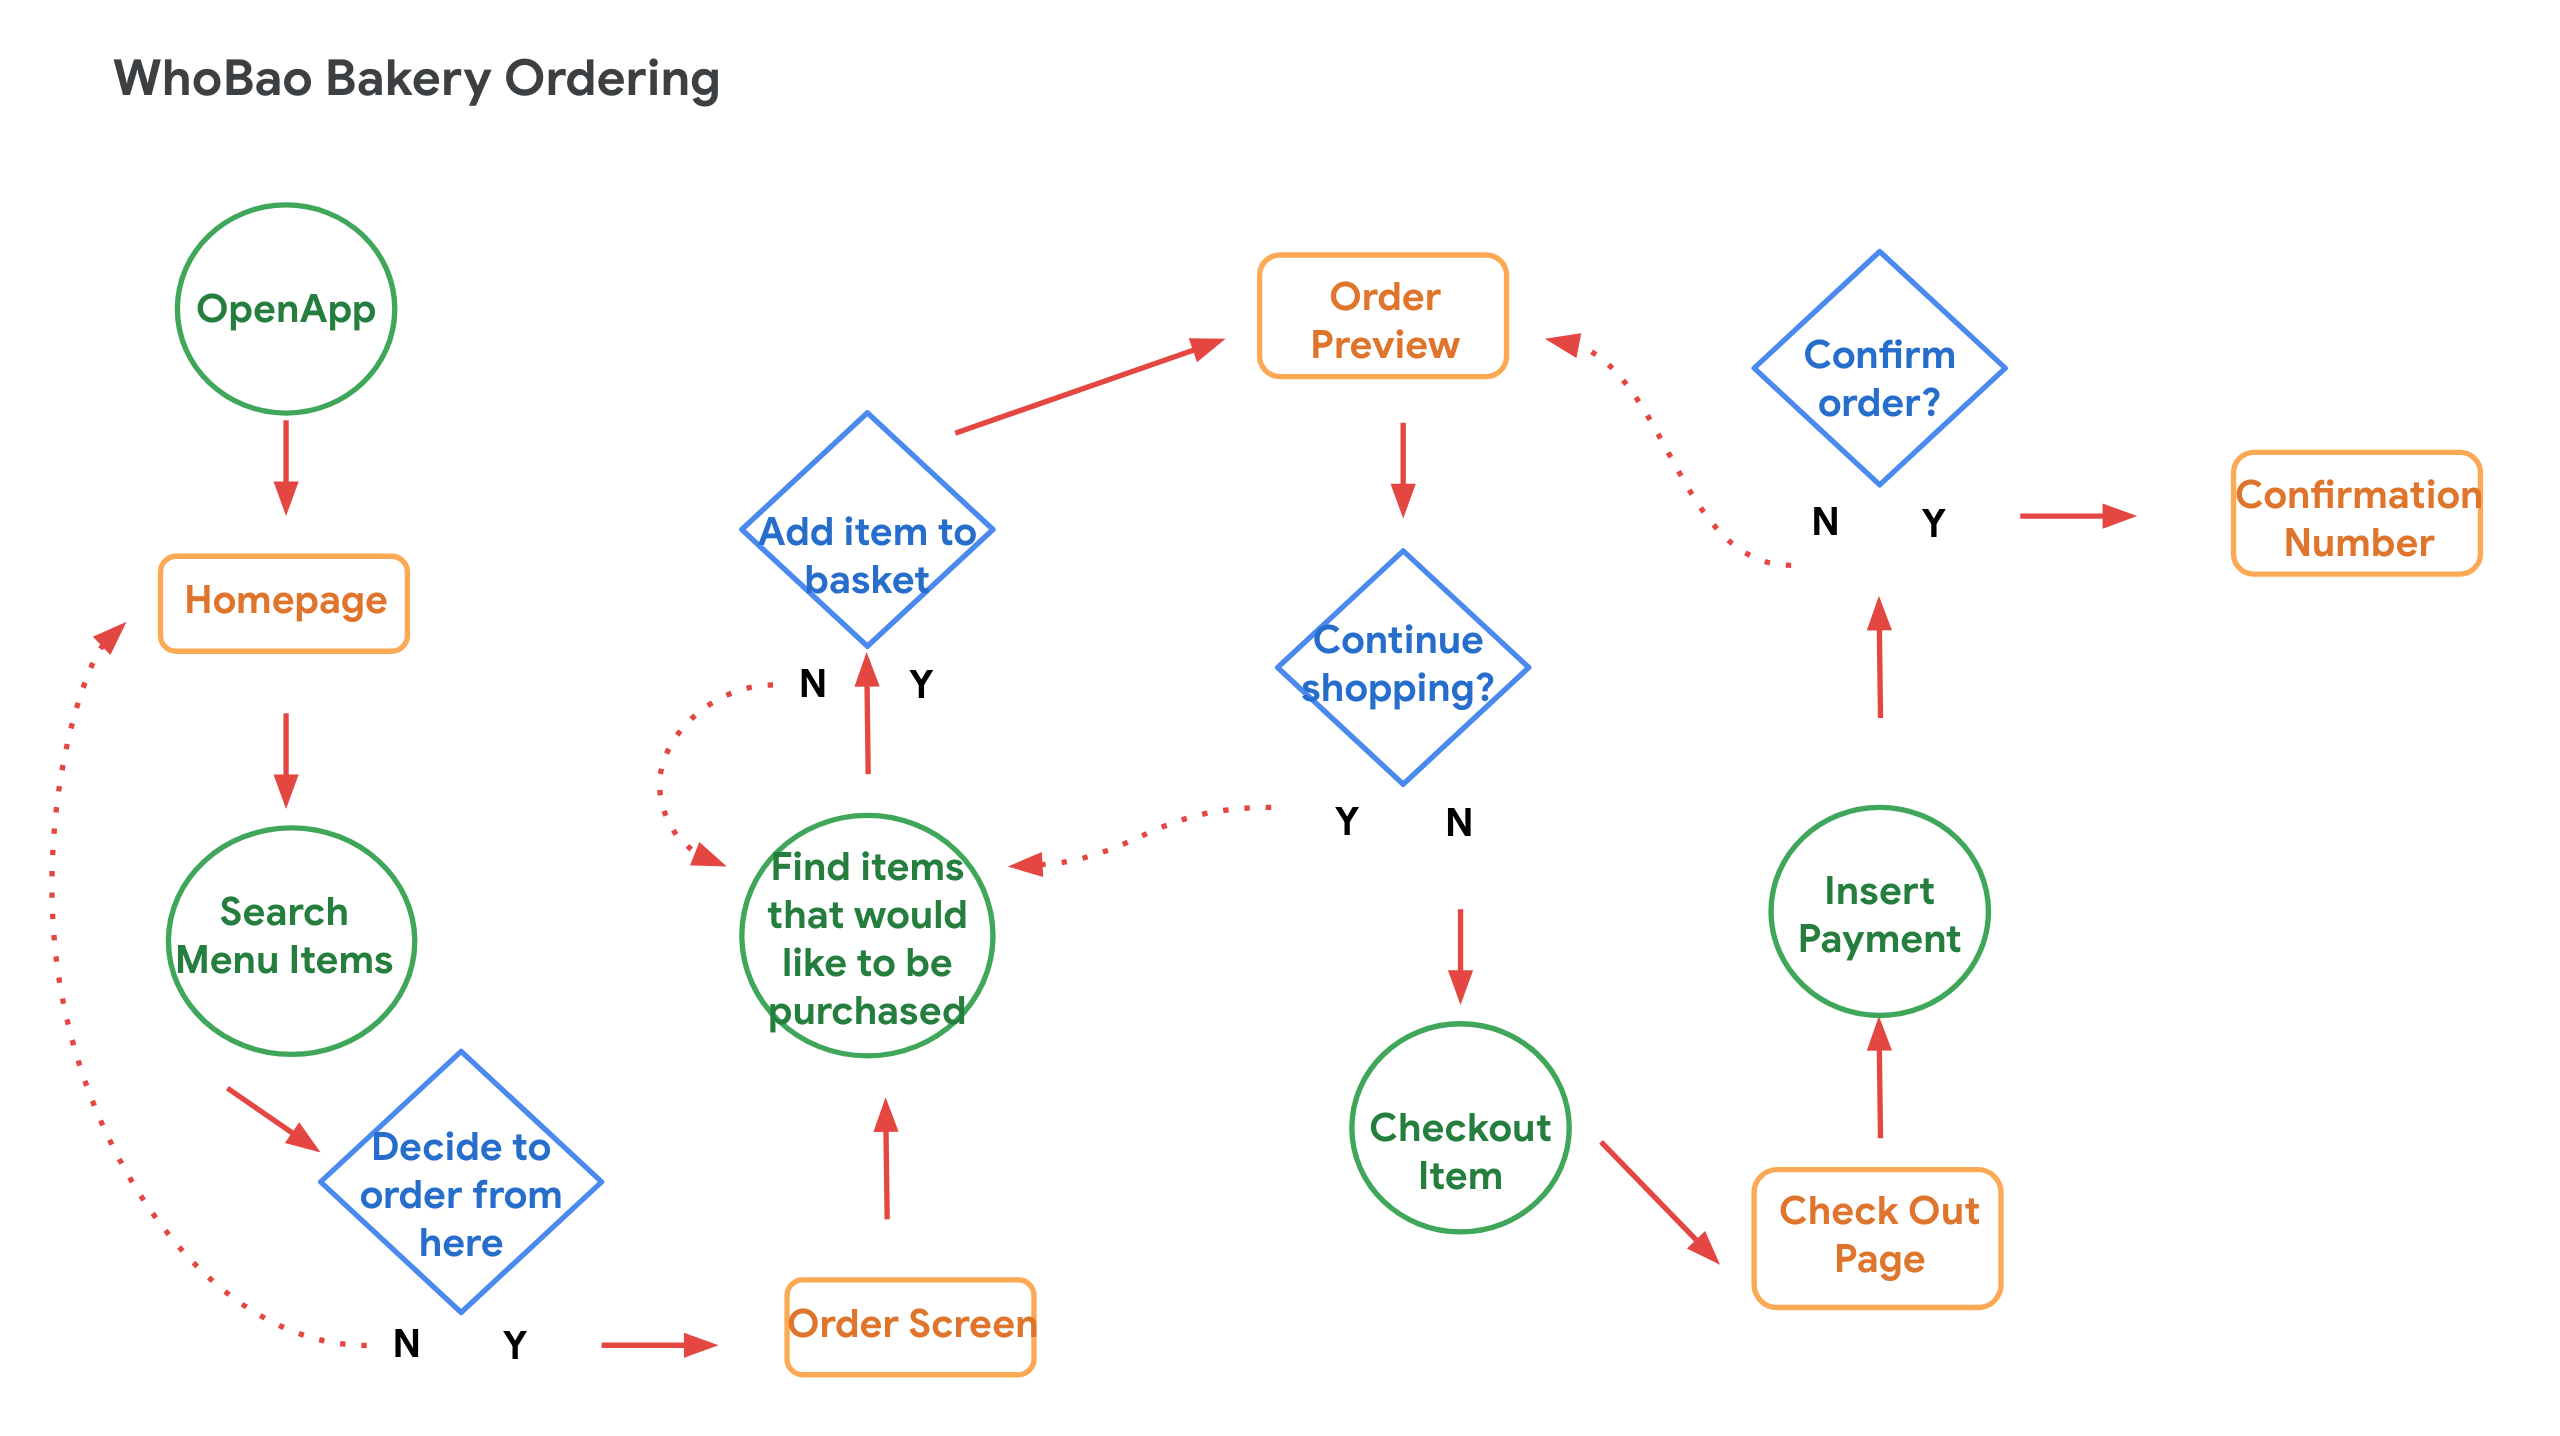 WhoBao Bakery Ordering
OpenApp
Homepage
Search
Menu Items
Decide to
order from
here
N
Y
Order Screen
Find items
that would
like to be
purchased
Add item to
basket
N
Y
Order
Preview
Continue
shopping?
Y
N
Checkout
Item
Check Out
Page
Insert
Payment
Confirm
order?
N
Y
Confirmation
Number